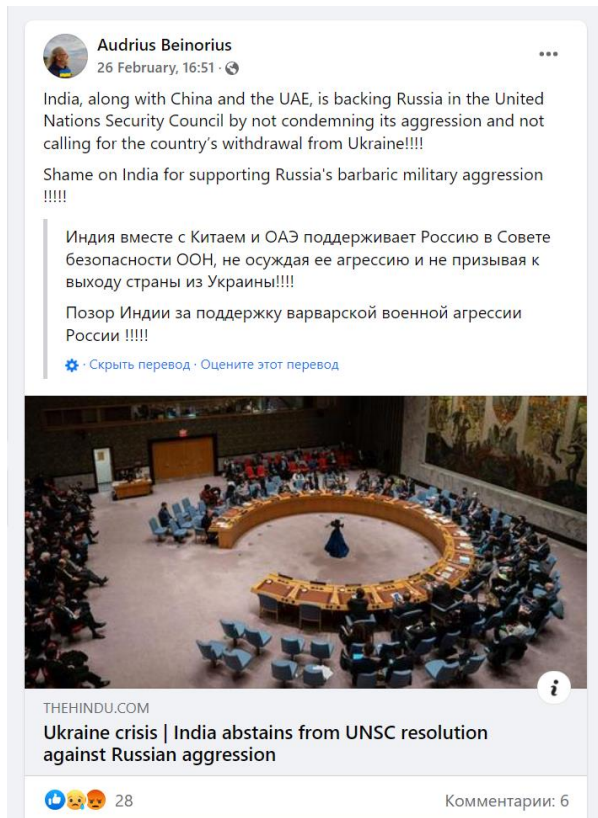 Audrius Beinorius
26 February, 16:51 ·
India, along with China and the UAE, is backing Russia in the United
Nations Security Council by not condemning its aggression and not
calling for the country's withdrawal from Ukraine!!!!
Shame on India for supporting Russia's barbaric military aggression
!!!!!
Индия вместе с Китаем и ОАЭ поддерживает Россию в Совете
безопасности ООН, не осуждая ее агрессию и не призывая к
выходу страны из Украины!!!!
Позор Индии за поддержку варварской военной агрессии
России !!!!!
· Скрыть перевод · Оцените этот перевод
THEHINDU.COM
Ukraine crisis | India abstains from UNSC resolution
against Russian aggression
28
Комментарии: 6